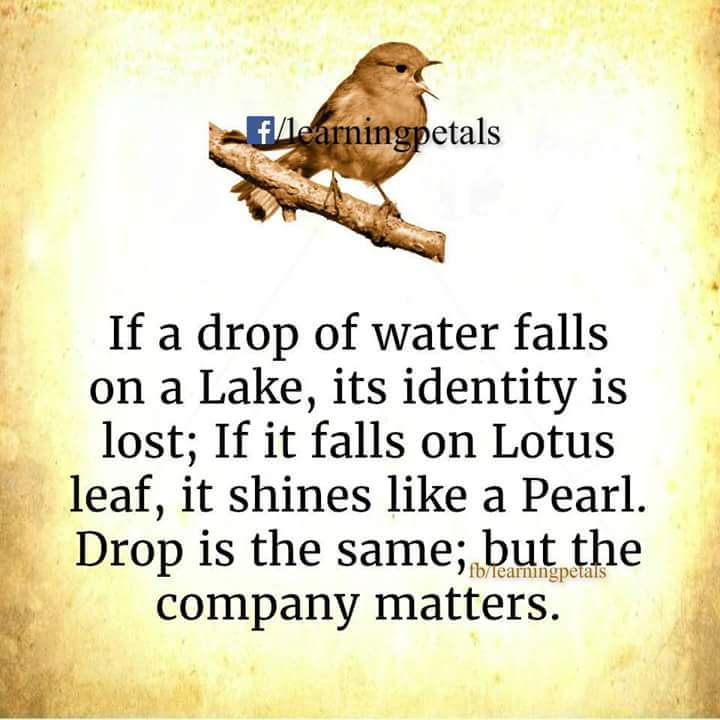 f/learningpetals
If a drop of water falls
on a Lake, its identity is
lost; If it falls on Lotus
leaf, it shines like a Pearl.
Drop is the same; but the
fb/learningpetals
company matters.